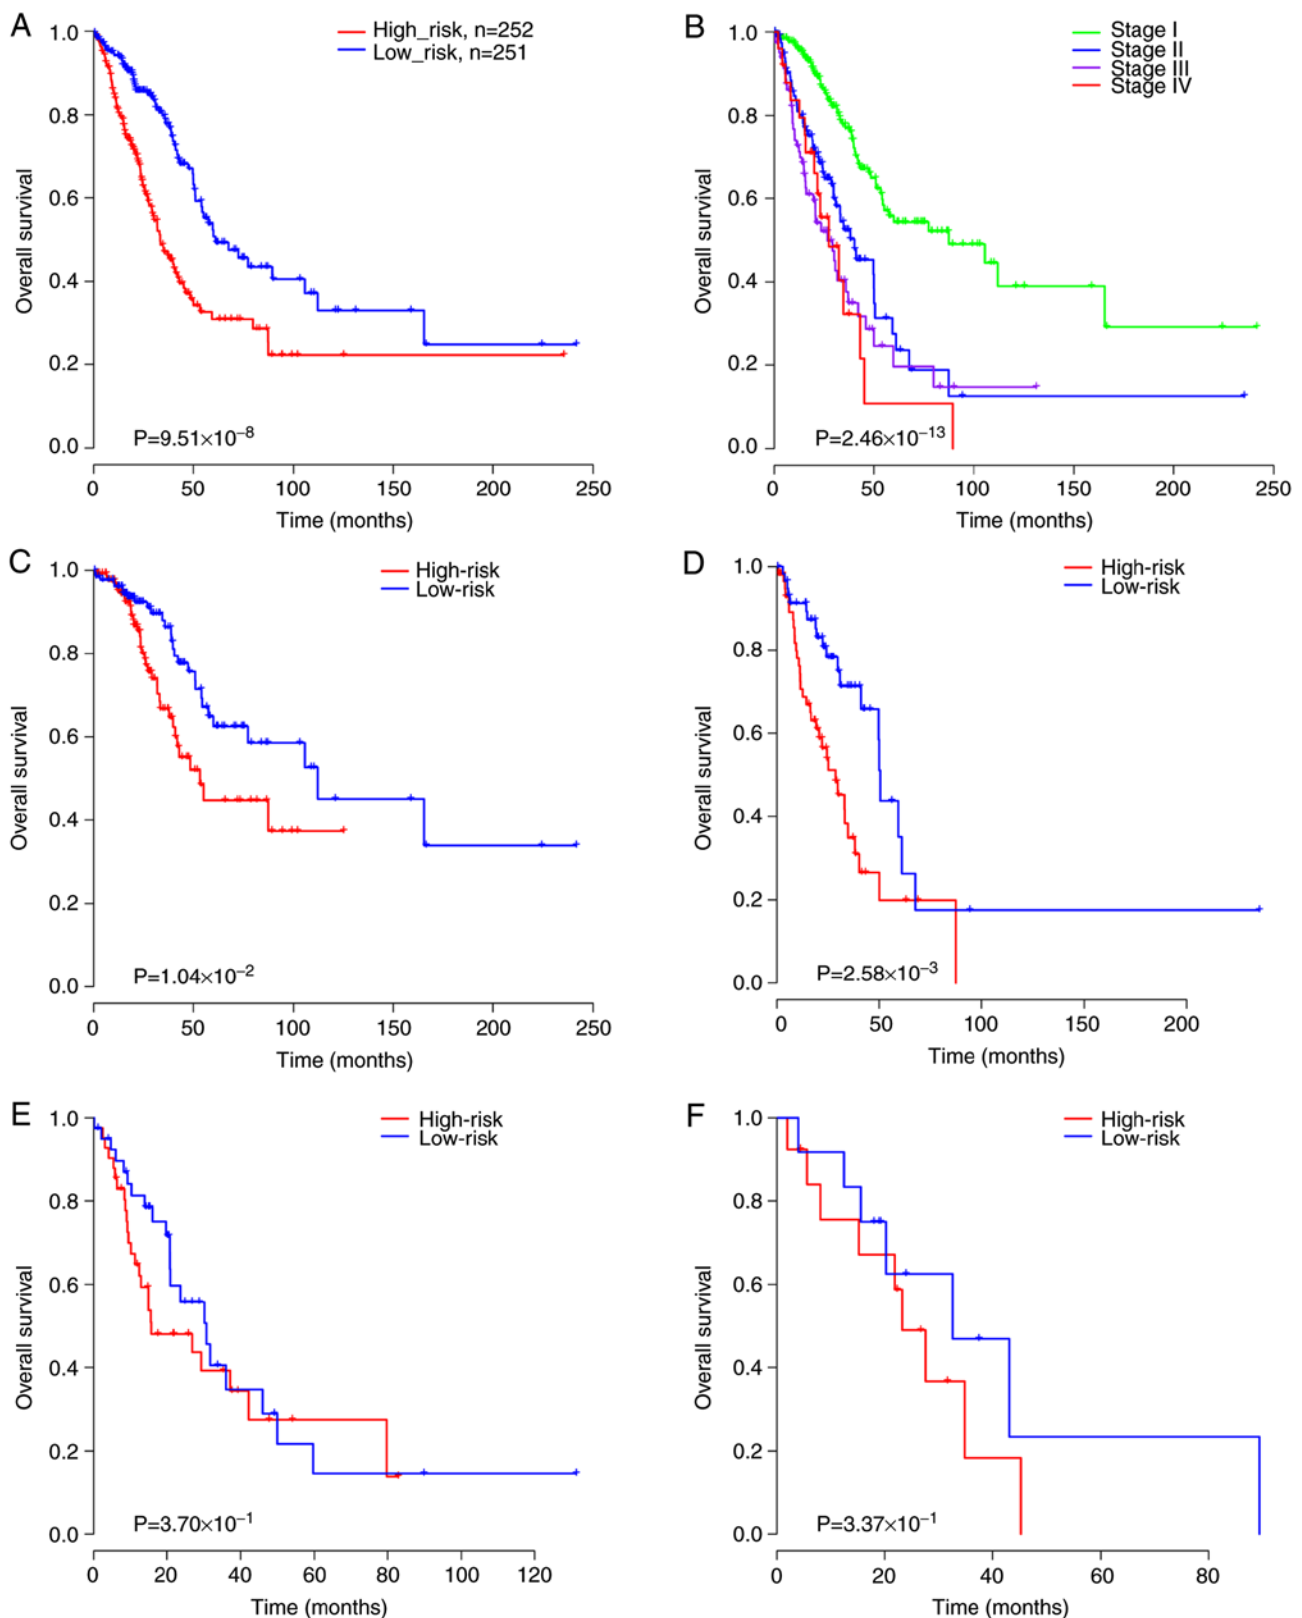 A
High_risk, n=252
Low_risk, n=251
1.0
0.8
0.6
0.4
0.2
0.0
Overall survival
P=9.51×10⁻⁸
0 50 100 150 200 250
Time (months)
B
Stage I
Stage II
Stage III
Stage IV
1.0
0.8
0.6
0.4
0.2
0.0
Overall survival
P=2.46×10⁻¹³
0 50 100 150 200 250
Time (months)
C
High-risk
Low-risk
1.0
0.8
0.6
0.4
0.2
0.0
Overall survival
P=1.04×10⁻²
0 50 100 150 200 250
Time (months)
D
High-risk
Low-risk
1.0
0.8
0.6
0.4
0.2
0.0
Overall survival
P=2.58×10⁻³
0 50 100 150 200
Time (months)
E
High-risk
Low-risk
1.0
0.8
0.6
0.4
0.2
0.0
Overall survival
P=3.70×10⁻¹
0 20 40 60 80 100 120
Time (months)
F
High-risk
Low-risk
1.0
0.8
0.6
0.4
0.2
0.0
Overall survival
P=3.37×10⁻¹
0 20 40 60 80
Time (months)